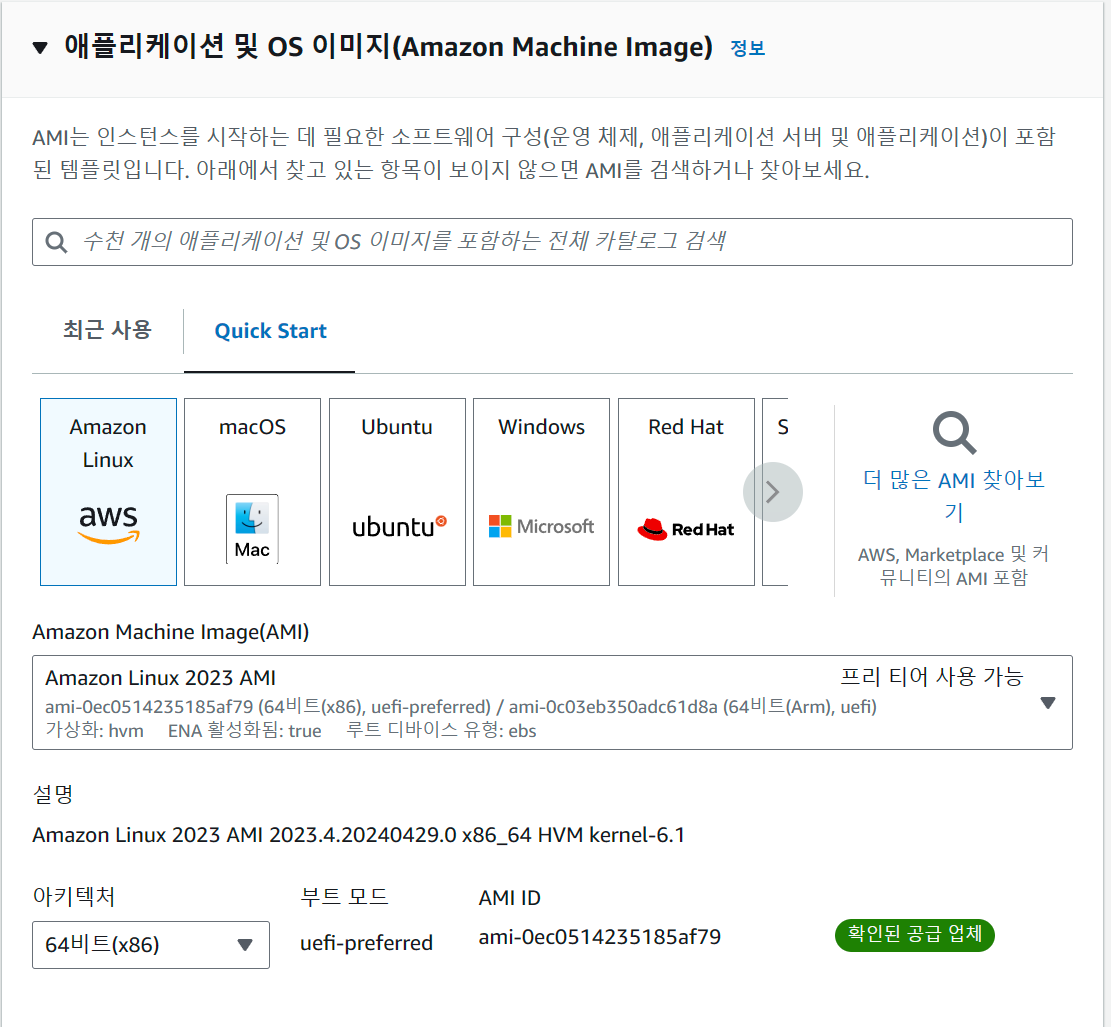 애플리케이션 및 OS 이미지(Amazon Machine Image) 정보
AMI는 인스턴스를 시작하는 데 필요한 소프트웨어 구성(운영 체제, 애플리케이션 서버 및 애플리케이션)이 포함
된 템플릿입니다. 아래에서 찾고 있는 항목이 보이지 않으면 AMI를 검색하거나 찾아보세요.
수천 개의 애플리케이션 및 OS 이미지를 포함하는 전체 카탈로그 검색
최근 사용
Quick Start
Amazon
Linux
aws
macOS
Mac
Ubuntu
ubuntu
Windows
Microsoft
Red Hat
Red Hat
S
더 많은 AMI 찾아보
기
AWS, Marketplace 및 커
뮤니티의 AMI 포함
Amazon Machine Image(AMI)
Amazon Linux 2023 AMI 프리 티어 사용 가능
ami-0ec0514235185af79 (64비트(x86), uefi-preferred) / ami-0c03eb350adc61d8a (64비트(Arm), uefi)
가상화: hvm ENA 활성화됨: true 루트 디바이스 유형: ebs
설명
Amazon Linux 2023 AMI 2023.4.20240429.0 x86_64 HVM kernel-6.1
아키텍처
64비트(x86)
부트 모드
uefi-preferred
AMI ID
ami-0ec0514235185af79
확인된 공급 업체